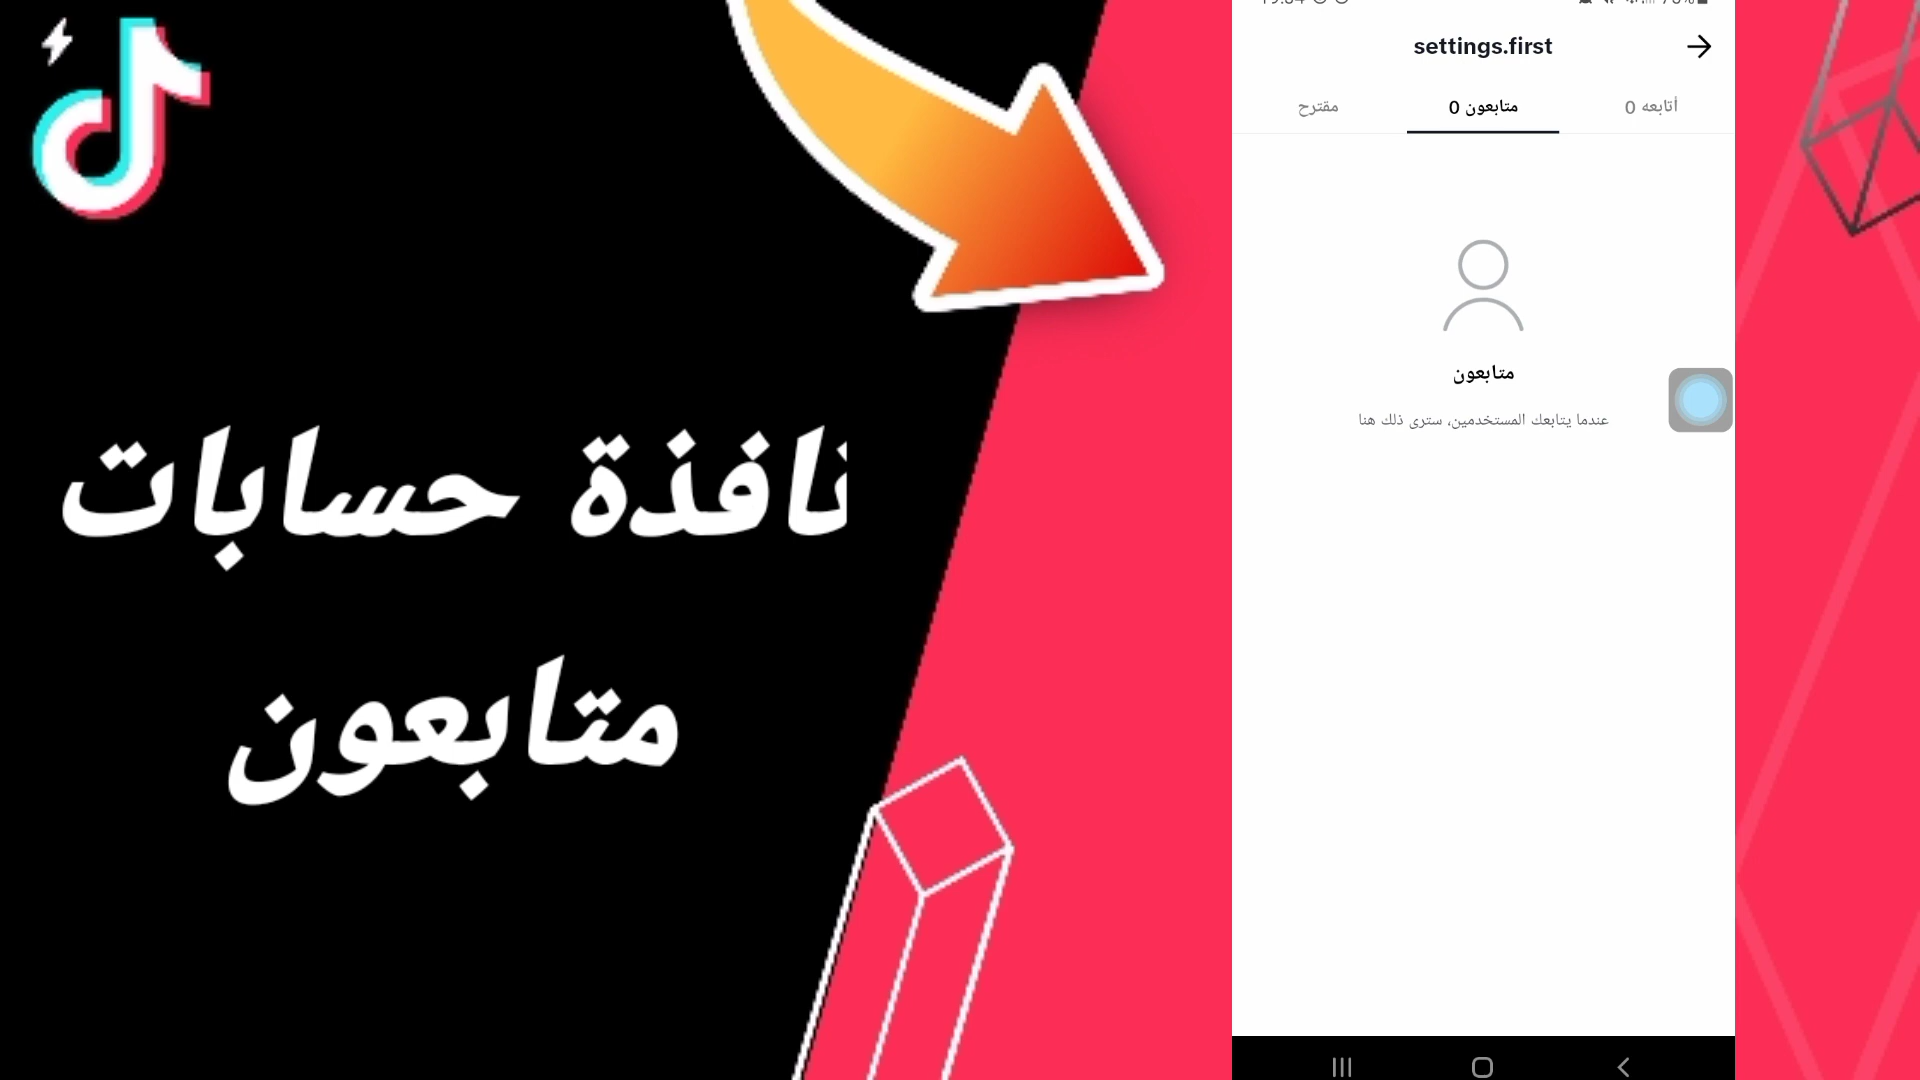 نافذة حسابات
متابعون
settings.first
أتابعه 0
متابعون 0
مقترح
متابعون
عندما يتابعك المستخدمين، سترى ذلك هنا